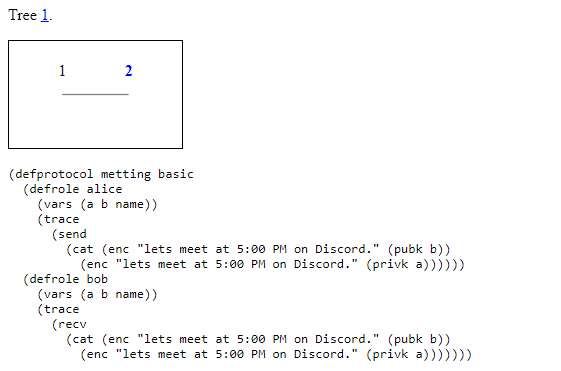 Tree 1.
1 2
(defprotocol metting basic
(defrole alice
(vars (a b name))
(trace
(send
(cat (enc "lets meet at 5:00 PM on Discord." (pubk b))
(enc "lets meet at 5:00 PM on Discord." (privk a))))))
(defrole bob
(vars (a b name))
(trace
(recv
(cat (enc "lets meet at 5:00 PM on Discord." (pubk b))
(enc "lets meet at 5:00 PM on Discord." (privk a)))))))